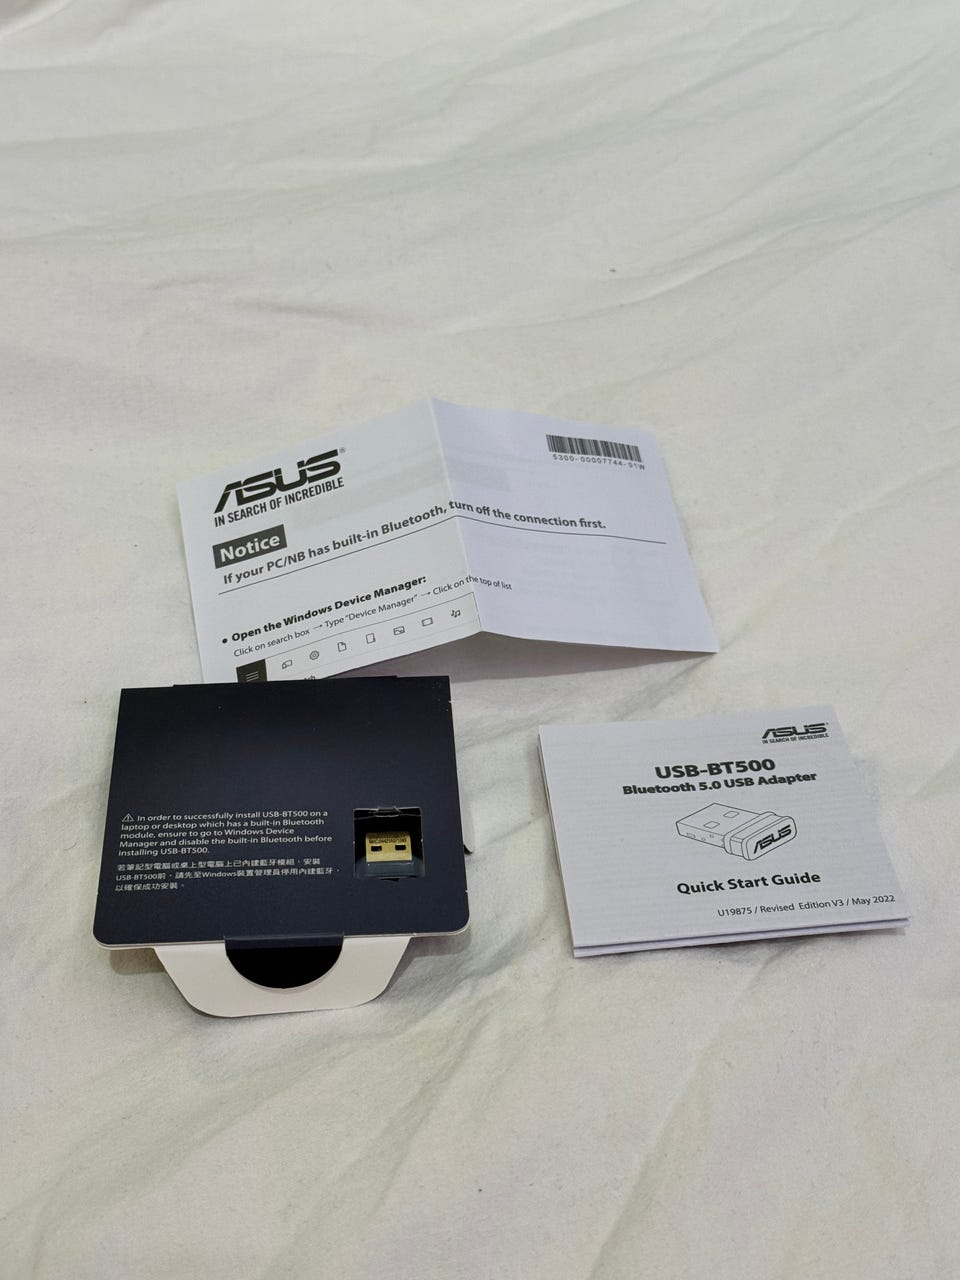 ASUS
IN SEARCH OF INCREDIBLE
5300-00007744-01W
Notice
If your PC/NB has built-in Bluetooth, turn off the connection first.
• Open the Windows Device Manager:
Click on search box → Type "Device Manager" → Click on the top of list
⚠ In order to successfully install USB-BT500 on a
laptop or desktop which has a built-in Bluetooth
module, ensure to go to Windows Device
Manager and disable the built-in Bluetooth before
installing USB-BT500.
若筆記型電腦或桌上型電腦上已內建藍牙模組，安裝
USB-BT500前，請先至Windows裝置管理員停用內建藍牙，
以確保成功安裝。
ASUS
IN SEARCH OF INCREDIBLE
USB-BT500
Bluetooth 5.0 USB Adapter
ASUS
Quick Start Guide
U19875 / Revised Edition V3 / May 2022